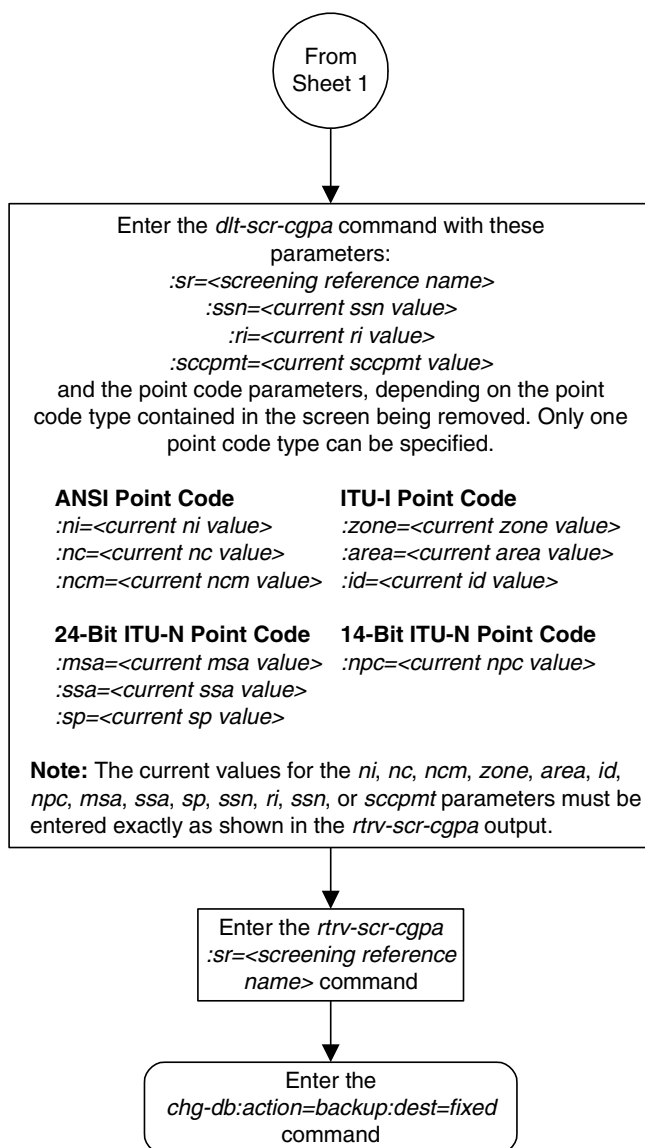 From
Sheet 1
Enter the dlt-scr-cgpa command with these
parameters:
:sr=<screening reference name>
:ssn=<current ssn value>
:ri=<current ri value>
:sccpmt=<current sccpmt value>
and the point code parameters, depending on the point
code type contained in the screen being removed. Only one
point code type can be specified.
ANSI Point Code
:ni=<current ni value>
:nc=<current nc value>
:ncm=<current ncm value>
ITU-I Point Code
:zone=<current zone value>
:area=<current area value>
:id=<current id value>
24-Bit ITU-N Point Code
:msa=<current msa value>
:ssa=<current ssa value>
:sp=<current sp value>
14-Bit ITU-N Point Code
:npc=<current npc value>
Note: The current values for the ni, nc, ncm, zone, area, id,
npc, msa, ssa, sp, ssn, ri, ssn, or sccpmt parameters must be
entered exactly as shown in the rtrv-scr-cgpa output.
Enter the rtrv-scr-cgpa
:sr=<screening reference
name> command
Enter the
chg-db:action=backup:dest=fixed
command